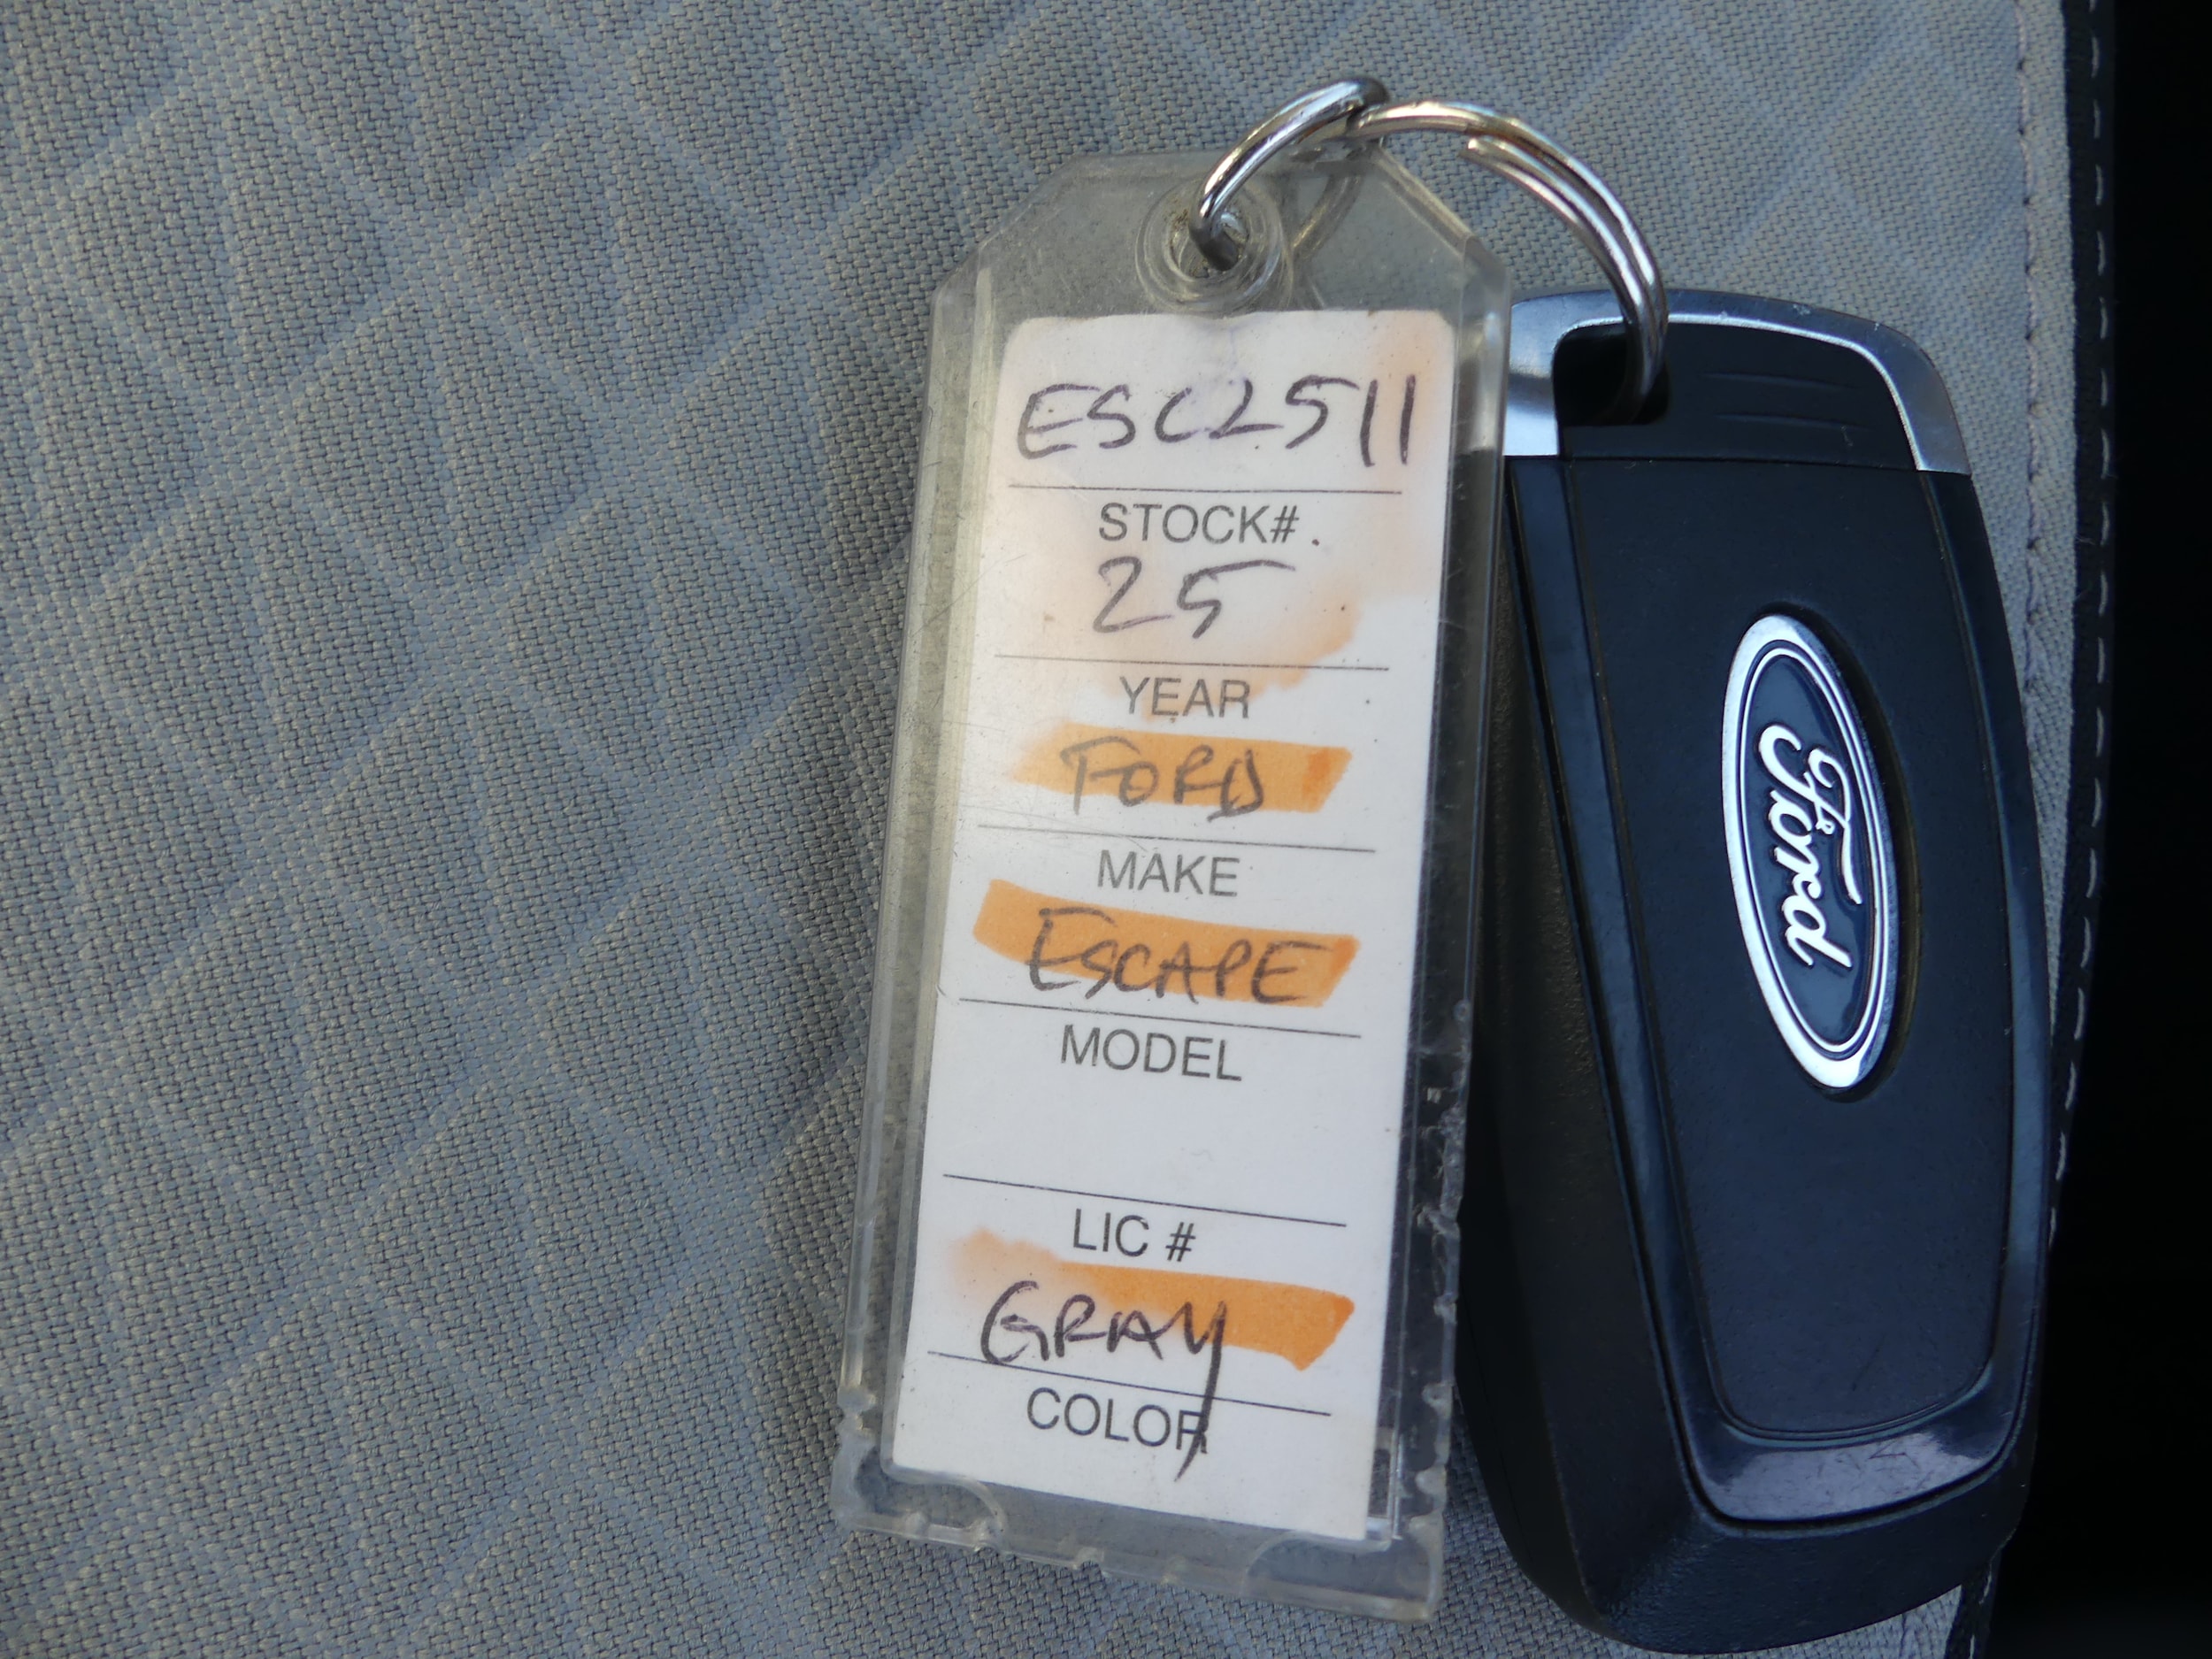 ESC2511
STOCK#
25
YEAR
FORD
MAKE
ESCAPE
MODEL
LIC #
GRAY
COLOR
Ford